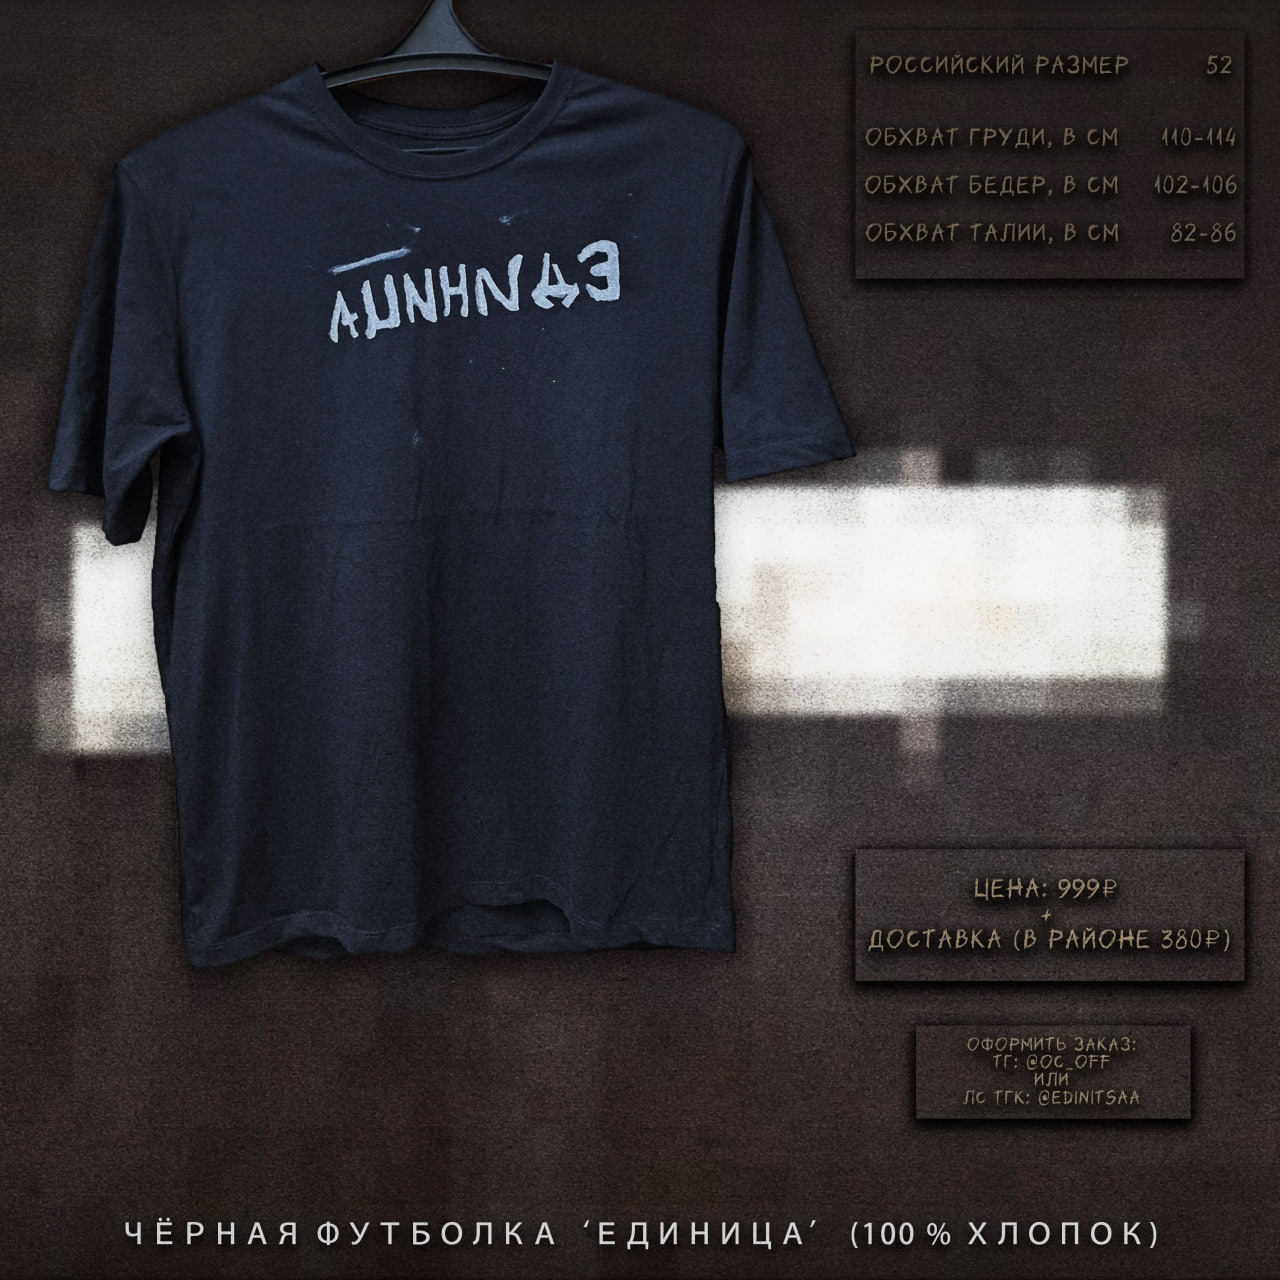 РОССИЙСКИЙ РАЗМЕР 52
ОБХВАТ ГРУДИ, В СМ 110-114
ОБХВАТ БЕДЕР, В СМ 102-106
ОБХВАТ ТАЛИИ, В СМ 82-86
АЦИНИДЭ
ЦЕНА: 999₽
+
ДОСТАВКА (В РАЙОНЕ 380₽)
ОФОРМИТЬ ЗАКАЗ:
ТГ: @OC_OFF
ИЛИ
ЛС ТГК: @EDINITSAA
ЧЁРНАЯ ФУТБОЛКА ‘ЕДИНИЦА’ (100 % ХЛОПОК)